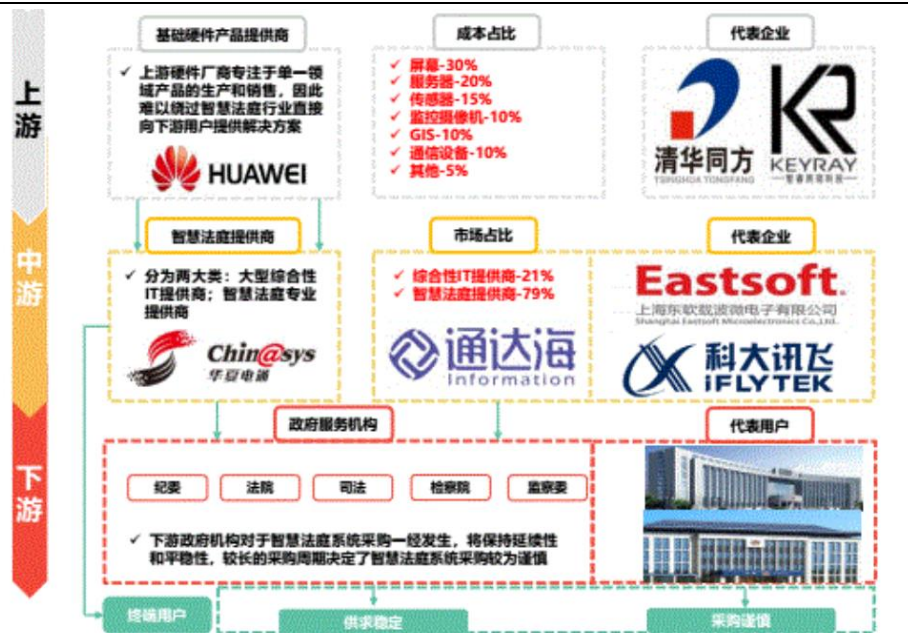 上游
基础硬件产品提供商
上游硬件厂商专注于单一领
域产品的生产和销售，因此
难以绕过智慧法庭行业直接
向下游用户提供解决方案
HUAWEI
成本占比
屏幕-30%
服务器-20%
传感器-15%
监控摄像机-10%
GIS-10%
通信设备-10%
其他-5%
代表企业
清华同方
TSINGHUA TONGFANG
KR
KEYRAY
中游
智慧法庭提供商
分为两大类：大型综合性
IT提供商；智慧法庭专业
提供商
Chin@sys
华夏电通
市场占比
综合性IT提供商-21%
智慧法庭提供商-79%
通达海
Information
代表企业
Eastsoft.
上海东软载波微电子有限公司
Shanghai Eastsoft Microelectronics Co.,Ltd.
科大讯飞
iFLYTEK
下游
政府服务机构
纪委
法院
司法
检察院
监察委
下游政府机构对于智慧法庭系统采购一经发生，将保持延续性
和平稳性，较长的采购周期决定了智慧法庭系统采购较为谨慎
代表用户
终端用户
供求稳定
采购谨慎